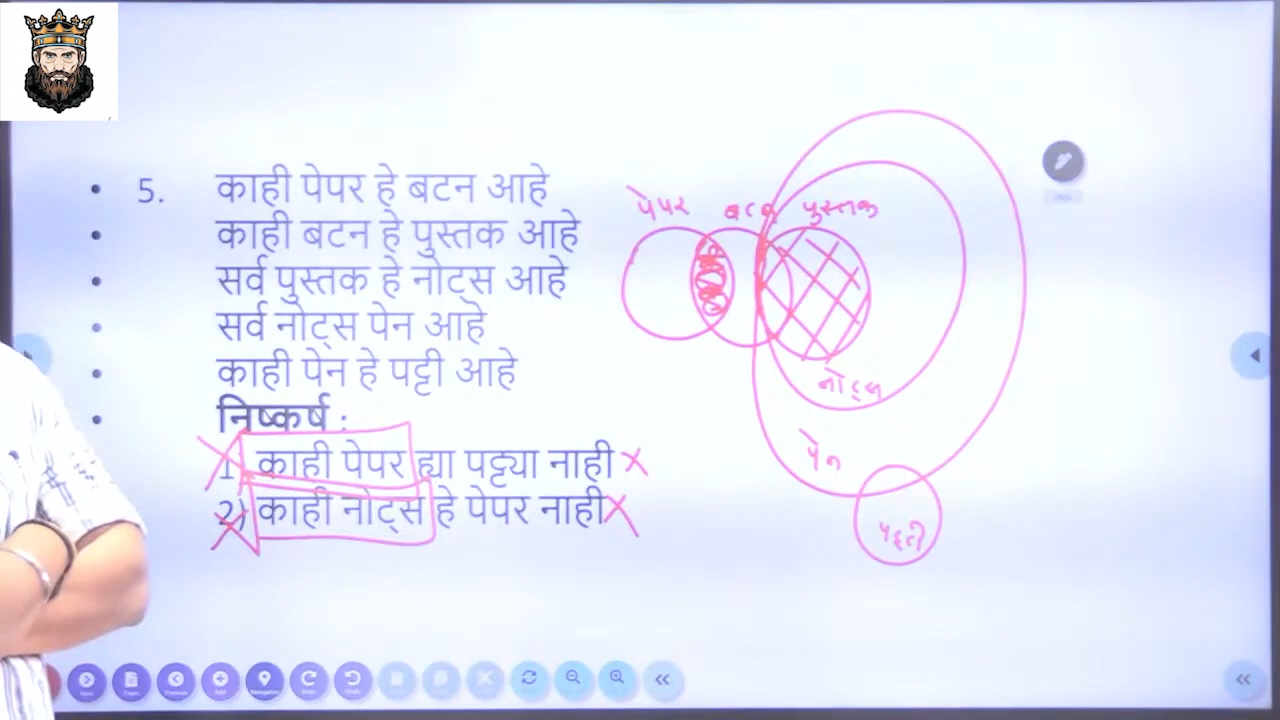 5. काही पेपर हे बटन आहे
काही बटन हे पुस्तक आहे
सर्व पुस्तक हे नोट्स आहे
सर्व नोट्स पेन आहे
काही पेन हे पट्टी आहे
निष्कर्ष :
1) काही पेपर ह्या पट्ट्या नाही
2) काही नोट्स हे पेपर नाही
पेपर बटन पुस्तक
नोट्स
पेन
पट्टी